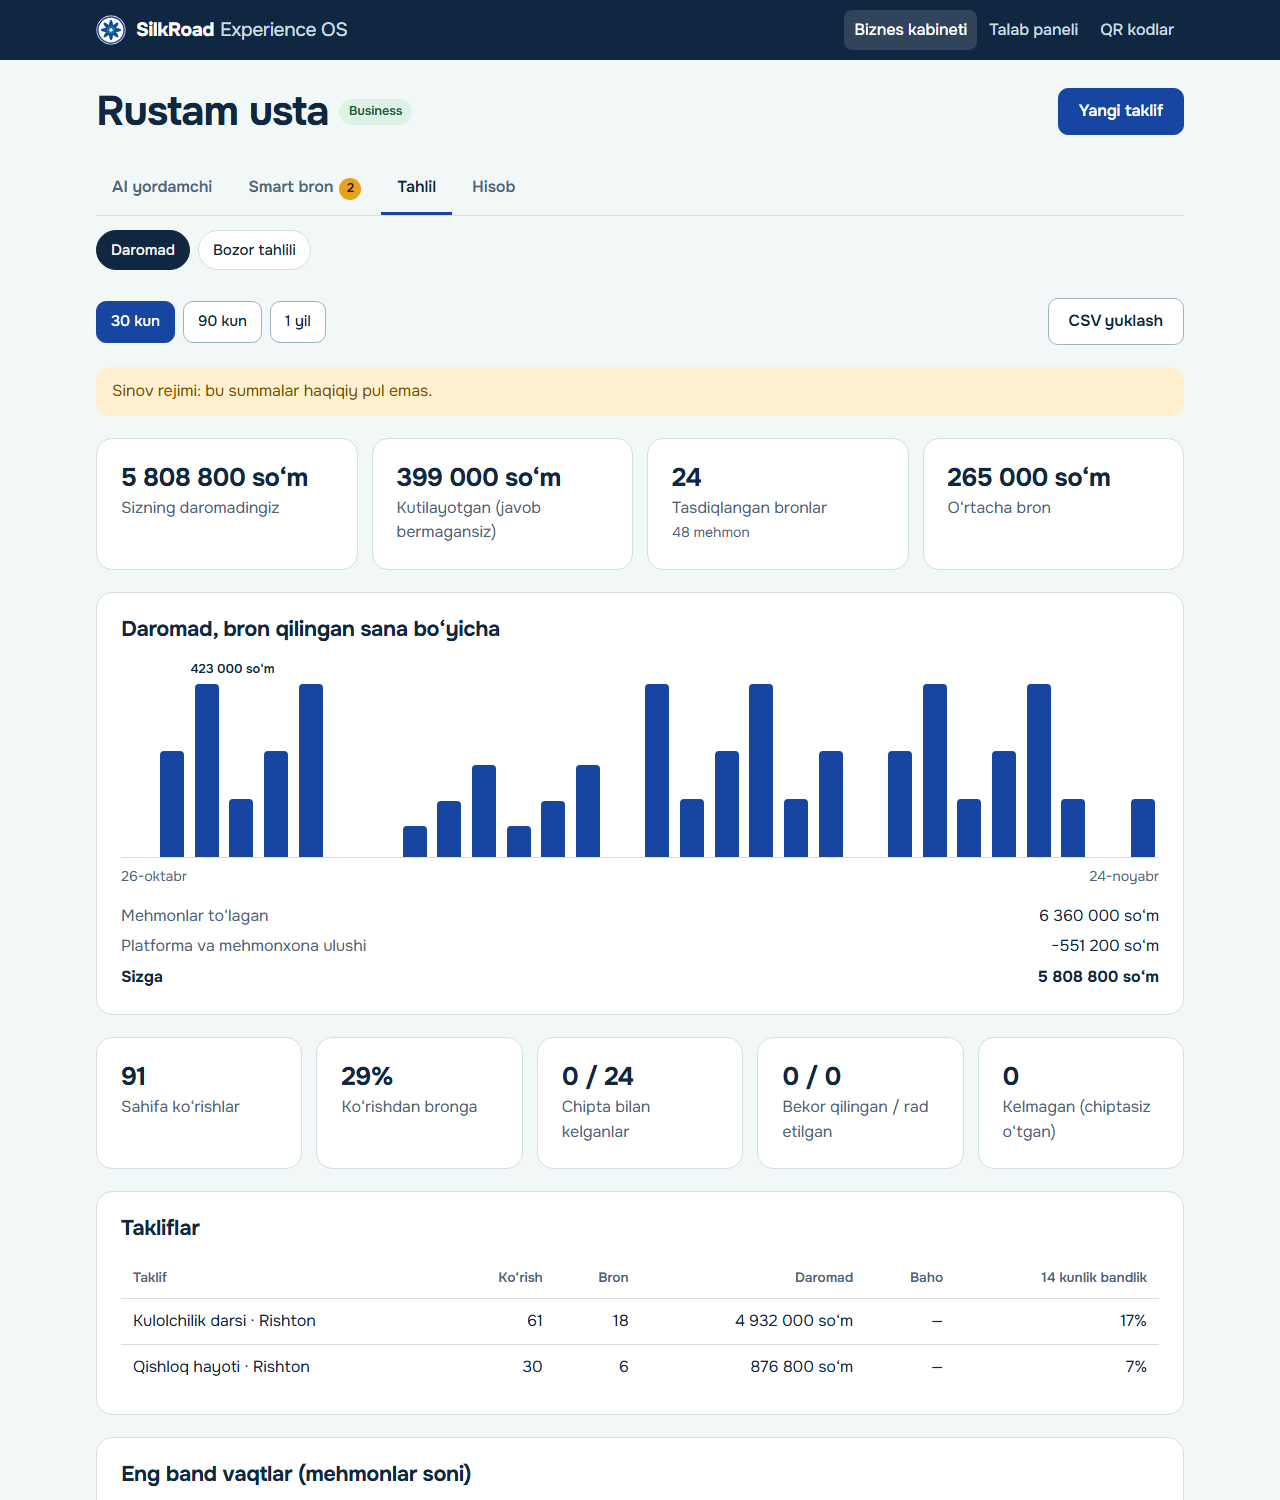 SilkRoad Experience OS
Biznes kabineti
Talab paneli
QR kodlar
Rustam usta
Business
Yangi taklif
AI yordamchi
Smart bron 2
Tahlil
Hisob
Daromad
Bozor tahlili
30 kun
90 kun
1 yil
CSV yuklash
Sinov rejimi: bu summalar haqiqiy pul emas.
5 808 800 so‘m
Sizning daromadingiz
399 000 so‘m
Kutilayotgan (javob
bermagansiz)
24
Tasdiqlangan bronlar
48 mehmon
265 000 so‘m
O‘rtacha bron
Daromad, bron qilingan sana bo‘yicha
423 000 so‘m
26-oktabr
24-noyabr
Mehmonlar to‘lagan 6 360 000 so‘m
Platforma va mehmonxona ulushi −551 200 so‘m
Sizga 5 808 800 so‘m
91
Sahifa ko‘rishlar
29%
Ko‘rishdan bronga
0 / 24
Chipta bilan
kelganlar
0 / 0
Bekor qilingan / rad
etilgan
0
Kelmagan (chiptasiz
o‘tgan)
Takliflar
Taklif Ko‘rish Bron Daromad Baho 14 kunlik bandlik
Kulolchilik darsi · Rishton 61 18 4 932 000 so‘m — 17%
Qishloq hayoti · Rishton 30 6 876 800 so‘m — 7%
Eng band vaqtlar (mehmonlar soni)